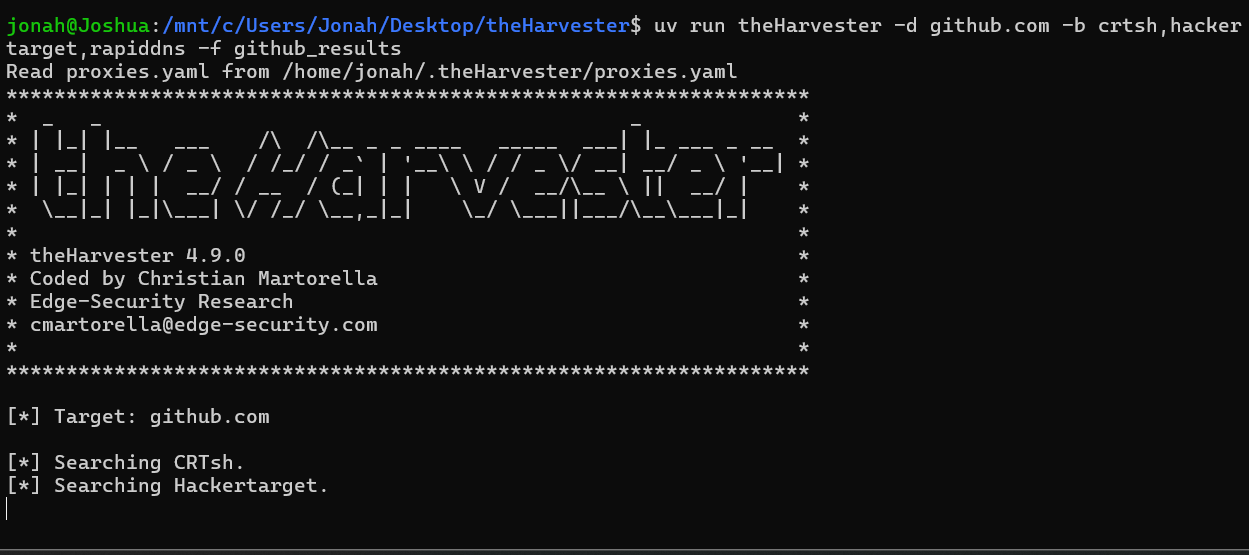 jonah@Joshua:/mnt/c/Users/Jonah/Desktop/theHarvester$ uv run theHarvester -d github.com -b crtsh,hacker
target,rapiddns -f github_results
Read proxies.yaml from /home/jonah/.theHarvester/proxies.yaml
*******************************************************************
*  _   _                                            _             *
* | |_| |__   ___    /\  /\__ _ _ ____   _____  ___| |_ ___ _ __  *
* | __|  _ \ / _ \  / /_/ / _` | '__\ \ / / _ \/ __| __/ _ \ '__| *
* | |_| | | |  __/ / __  / (_| | |   \ V /  __/\__ \ ||  __/ |    *
*  \__|_| |_|\___| \/ /_/ \__,_|_|    \_/ \___||___/\__\___|_|    *
*                                                                 *
* theHarvester 4.9.0                                              *
* Coded by Christian Martorella                                   *
* Edge-Security Research                                          *
* cmartorella@edge-security.com                                   *
*                                                                 *
*******************************************************************
[*] Target: github.com
[*] Searching CRTsh.
[*] Searching Hackertarget.